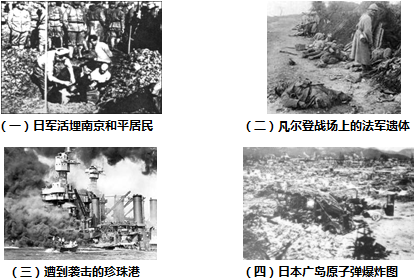 （一）日军活埋南京和平居民
（二）凡尔登战场上的法军遗体
（三）遭到袭击的珍珠港
（四）日本广岛原子弹爆炸图